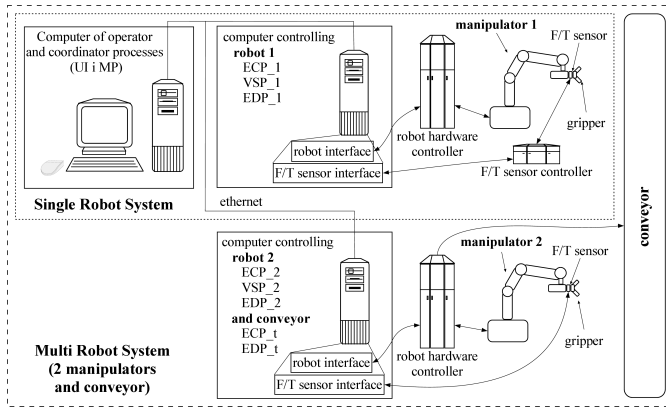 Computer of operator
and coordinator processes
(UI i MP)
Single Robot System
computer controlling
robot 1
ECP_1
VSP_1
EDP_1
robot interface
F/T sensor interface
robot hardware
controller
manipulator 1
F/T sensor
gripper
F/T sensor controller
ethernet
computer controlling
robot 2
ECP_2
VSP_2
EDP_2
and conveyor
ECP_t
EDP_t
robot interface
F/T sensor interface
robot hardware
controller
manipulator 2
F/T sensor
gripper
Multi Robot System
(2 manipulators
and conveyor)
conveyor